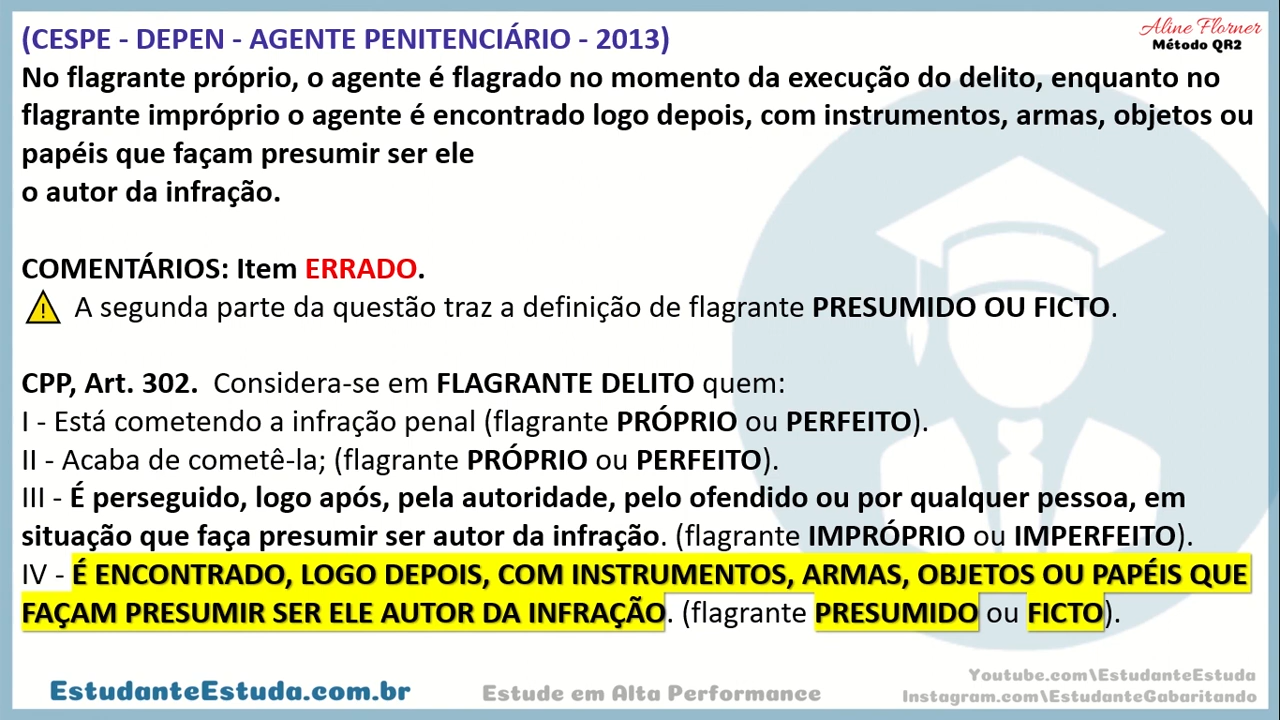 (CESPE - DEPEN - AGENTE PENITENCIÁRIO - 2013)
Aline Florner
Método QR2
No flagrante próprio, o agente é flagrado no momento da execução do delito, enquanto no
flagrante impróprio o agente é encontrado logo depois, com instrumentos, armas, objetos ou
papéis que façam presumir ser ele
o autor da infração.
COMENTÁRIOS: Item ERRADO.
A segunda parte da questão traz a definição de flagrante PRESUMIDO OU FICTO.
CPP, Art. 302. Considera-se em FLAGRANTE DELITO quem:
I - Está cometendo a infração penal (flagrante PRÓPRIO ou PERFEITO).
II - Acaba de cometê-la; (flagrante PRÓPRIO ou PERFEITO).
III - É perseguido, logo após, pela autoridade, pelo ofendido ou por qualquer pessoa, em
situação que faça presumir ser autor da infração. (flagrante IMPRÓPRIO ou IMPERFEITO).
IV - É ENCONTRADO, LOGO DEPOIS, COM INSTRUMENTOS, ARMAS, OBJETOS OU PAPÉIS QUE
FAÇAM PRESUMIR SER ELE AUTOR DA INFRAÇÃO. (flagrante PRESUMIDO ou FICTO).
EstudanteEstuda.com.br
Estude em Alta Performance
Youtube.com\EstudanteEstuda
Instagram.com\EstudanteGabaritando